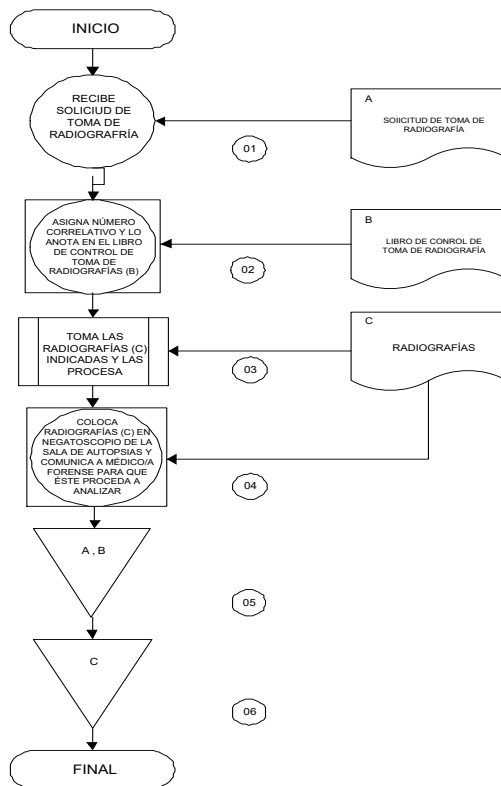 INICIO
RECIBE
SOLICIUD DE
TOMA DE
RADIOGRAFRÍA
A
SOIICITUD DE TOMA DE
RADIOGRAFÍA
01
ASIGNA NÚMERO
CORRELATIVO Y LO
ANOTA EN EL LIBRO
DE CONTROL DE
TOMA DE
RADIOGRAFÍAS (B)
B
LIBRO DE CONROL DE
TOMA DE RADIOGRAFÍA
02
TOMA LAS
RADIOGRAFÍAS (C)
INDICADAS Y LAS
PROCESA
C
RADIOGRAFÍAS
03
COLOCA
RADIOGRAFÍAS (C) EN
NEGATOSCOPIO DE LA
SALA DE AUTOPSIAS Y
COMUNICA A MÉDICO/A
FORENSE PARA QUE
ÉSTE PROCEDA A
ANALIZAR
04
A , B
05
C
06
FINAL